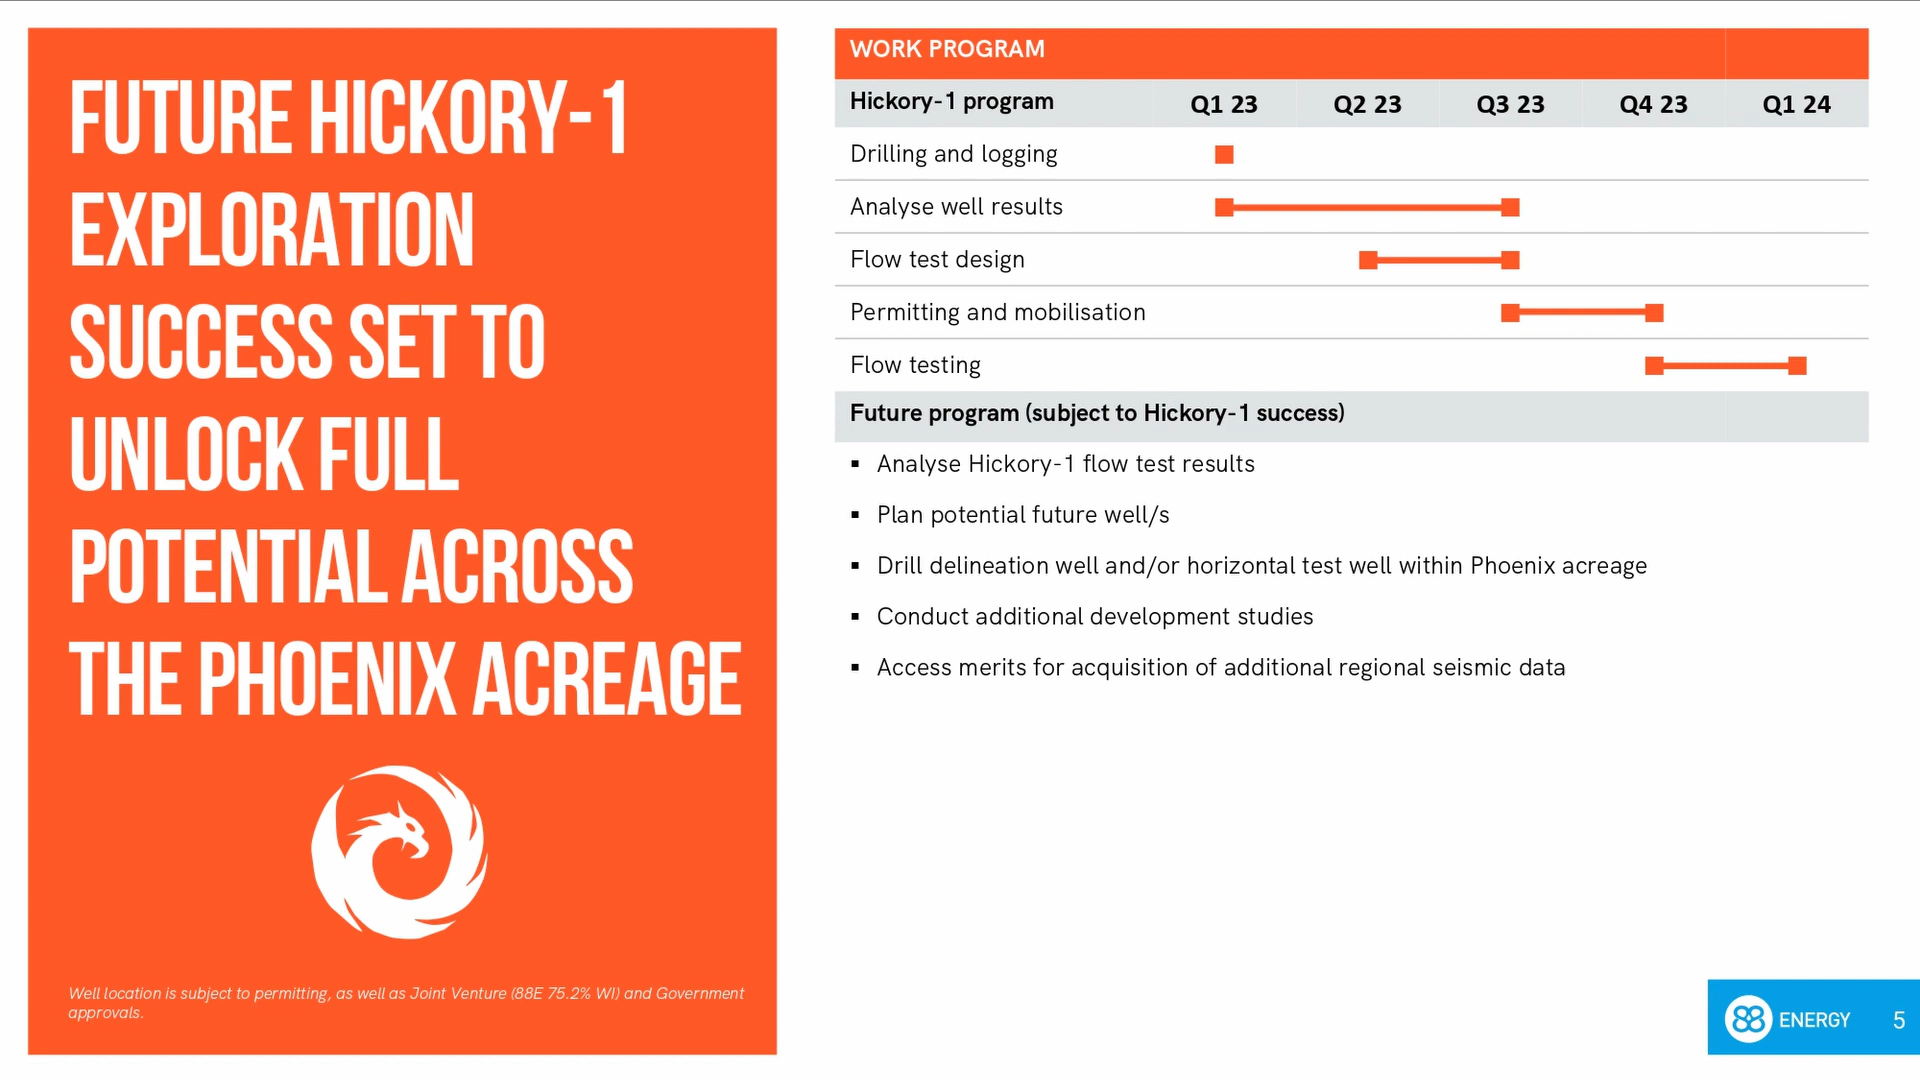 FUTURE HICKORY-1
EXPLORATION
SUCCESS SET TO
UNLOCK FULL
POTENTIAL ACROSS
THE PHOENIX ACREAGE
Well location is subject to permitting, as well as Joint Venture (88E 75.2% WI) and Government
approvals.
WORK PROGRAM
Hickory-1 program Q1 23 Q2 23 Q3 23 Q4 23 Q1 24
Drilling and logging
Analyse well results
Flow test design
Permitting and mobilisation
Flow testing
Future program (subject to Hickory-1 success)
▪ Analyse Hickory-1 flow test results
▪ Plan potential future well/s
▪ Drill delineation well and/or horizontal test well within Phoenix acreage
▪ Conduct additional development studies
▪ Access merits for acquisition of additional regional seismic data
88 ENERGY 5